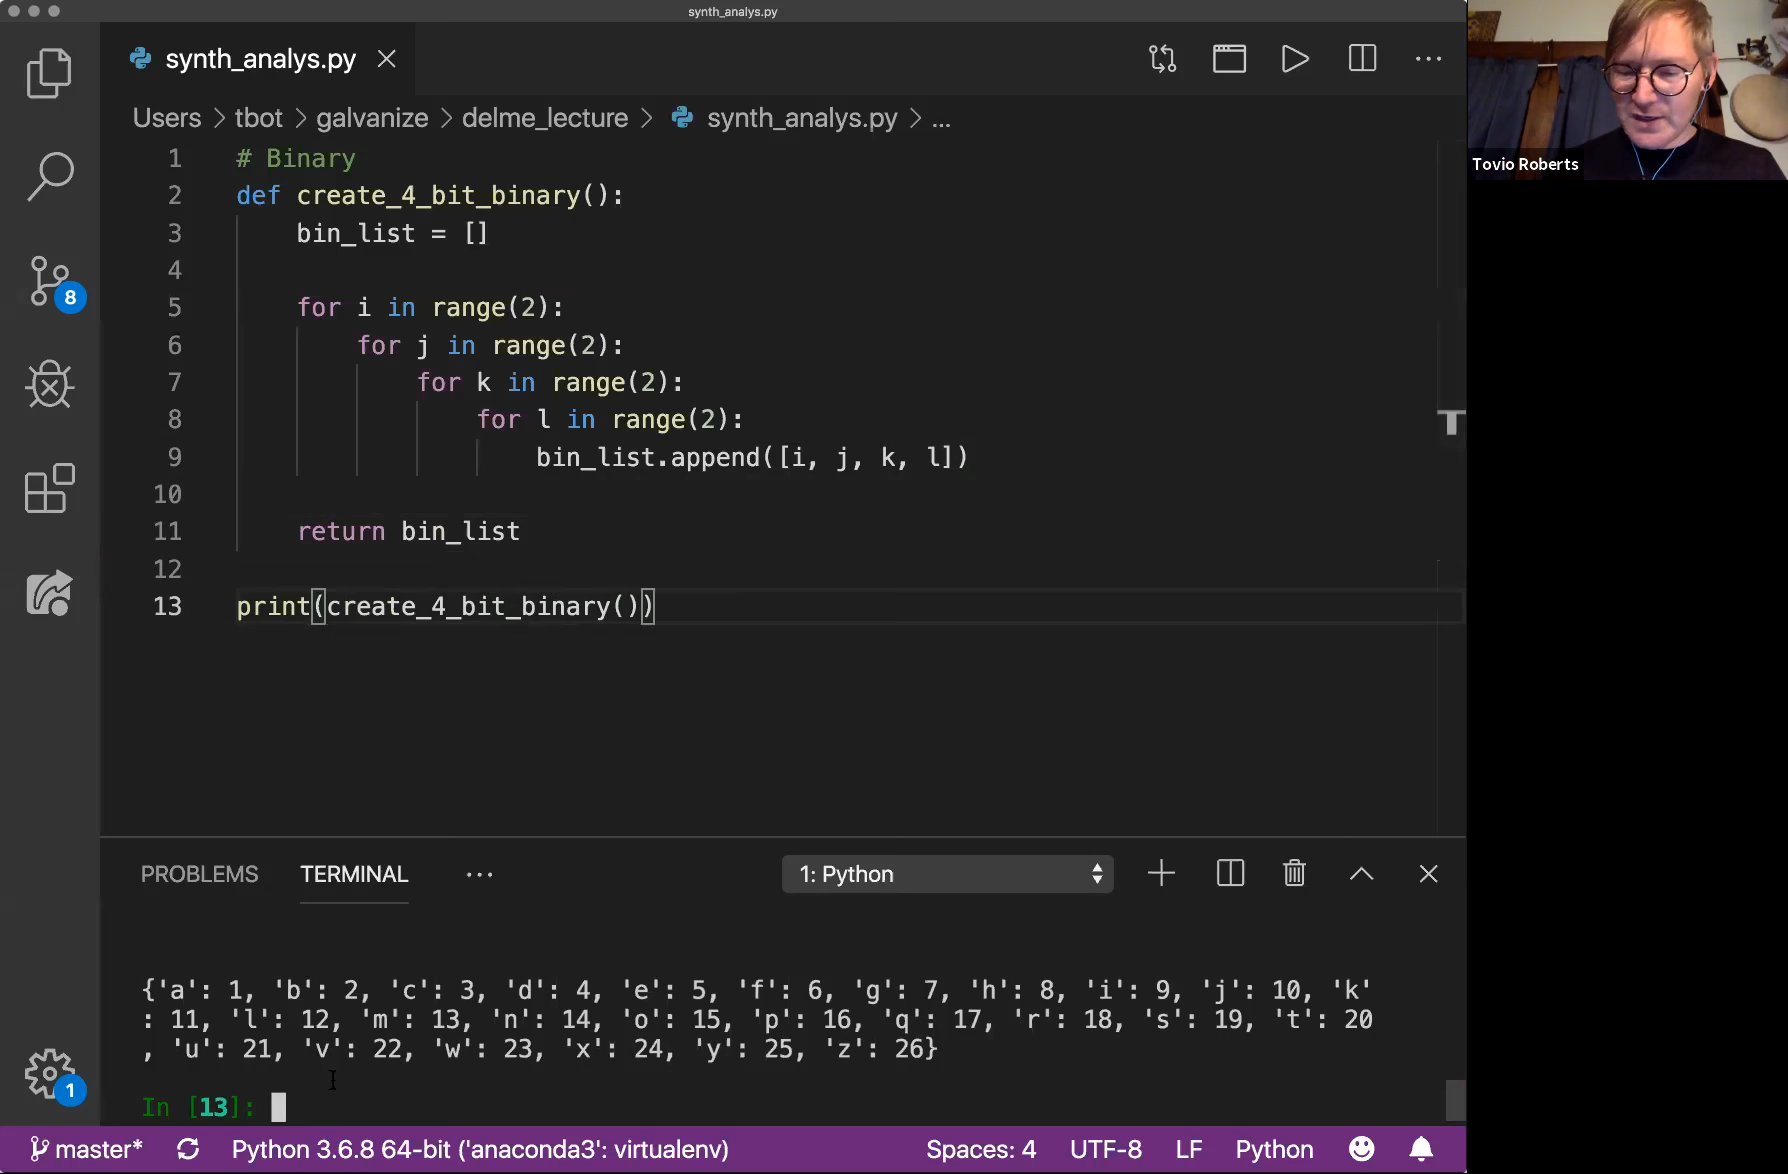 synth_analys.py
synth_analys.py
Users > tbot > galvanize > delme_lecture > synth_analys.py > ...
1 # Binary
2 def create_4_bit_binary():
3 bin_list = []
4
5 for i in range(2):
6 for j in range(2):
7 for k in range(2):
8 for l in range(2):
9 bin_list.append([i, j, k, l])
10
11 return bin_list
12
13 print(create_4_bit_binary())
8
1
Tovio Roberts
PROBLEMS TERMINAL ... 1: Python
{'a': 1, 'b': 2, 'c': 3, 'd': 4, 'e': 5, 'f': 6, 'g': 7, 'h': 8, 'i': 9, 'j': 10, 'k'
: 11, 'l': 12, 'm': 13, 'n': 14, 'o': 15, 'p': 16, 'q': 17, 'r': 18, 's': 19, 't': 20
, 'u': 21, 'v': 22, 'w': 23, 'x': 24, 'y': 25, 'z': 26}
In [13]:
master* Python 3.6.8 64-bit ('anaconda3': virtualenv) Spaces: 4 UTF-8 LF Python